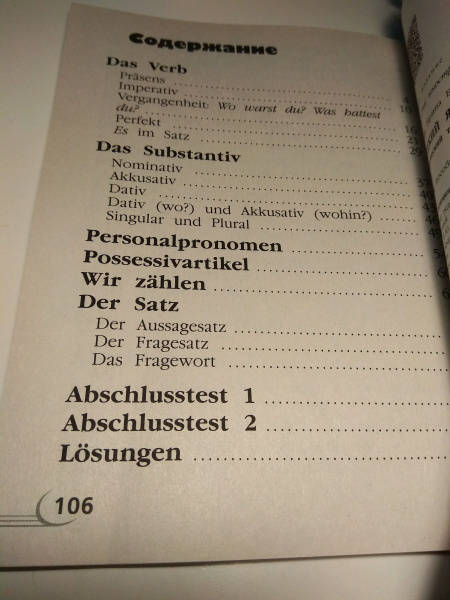 Содержание
Das Verb
Präsens
Imperativ
Vergangenheit: Wo warst du? Was hattest
du?
Perfekt
Es im Satz
Das Substantiv
Nominativ
Akkusativ
Dativ
Dativ (wo?) und Akkusativ (wohin?)
Singular und Plural
Personalpronomen
Possessivartikel
Wir zählen
Der Satz
Der Aussagesatz
Der Fragesatz
Das Fragewort
Abschlusstest 1
Abschlusstest 2
Lösungen
106